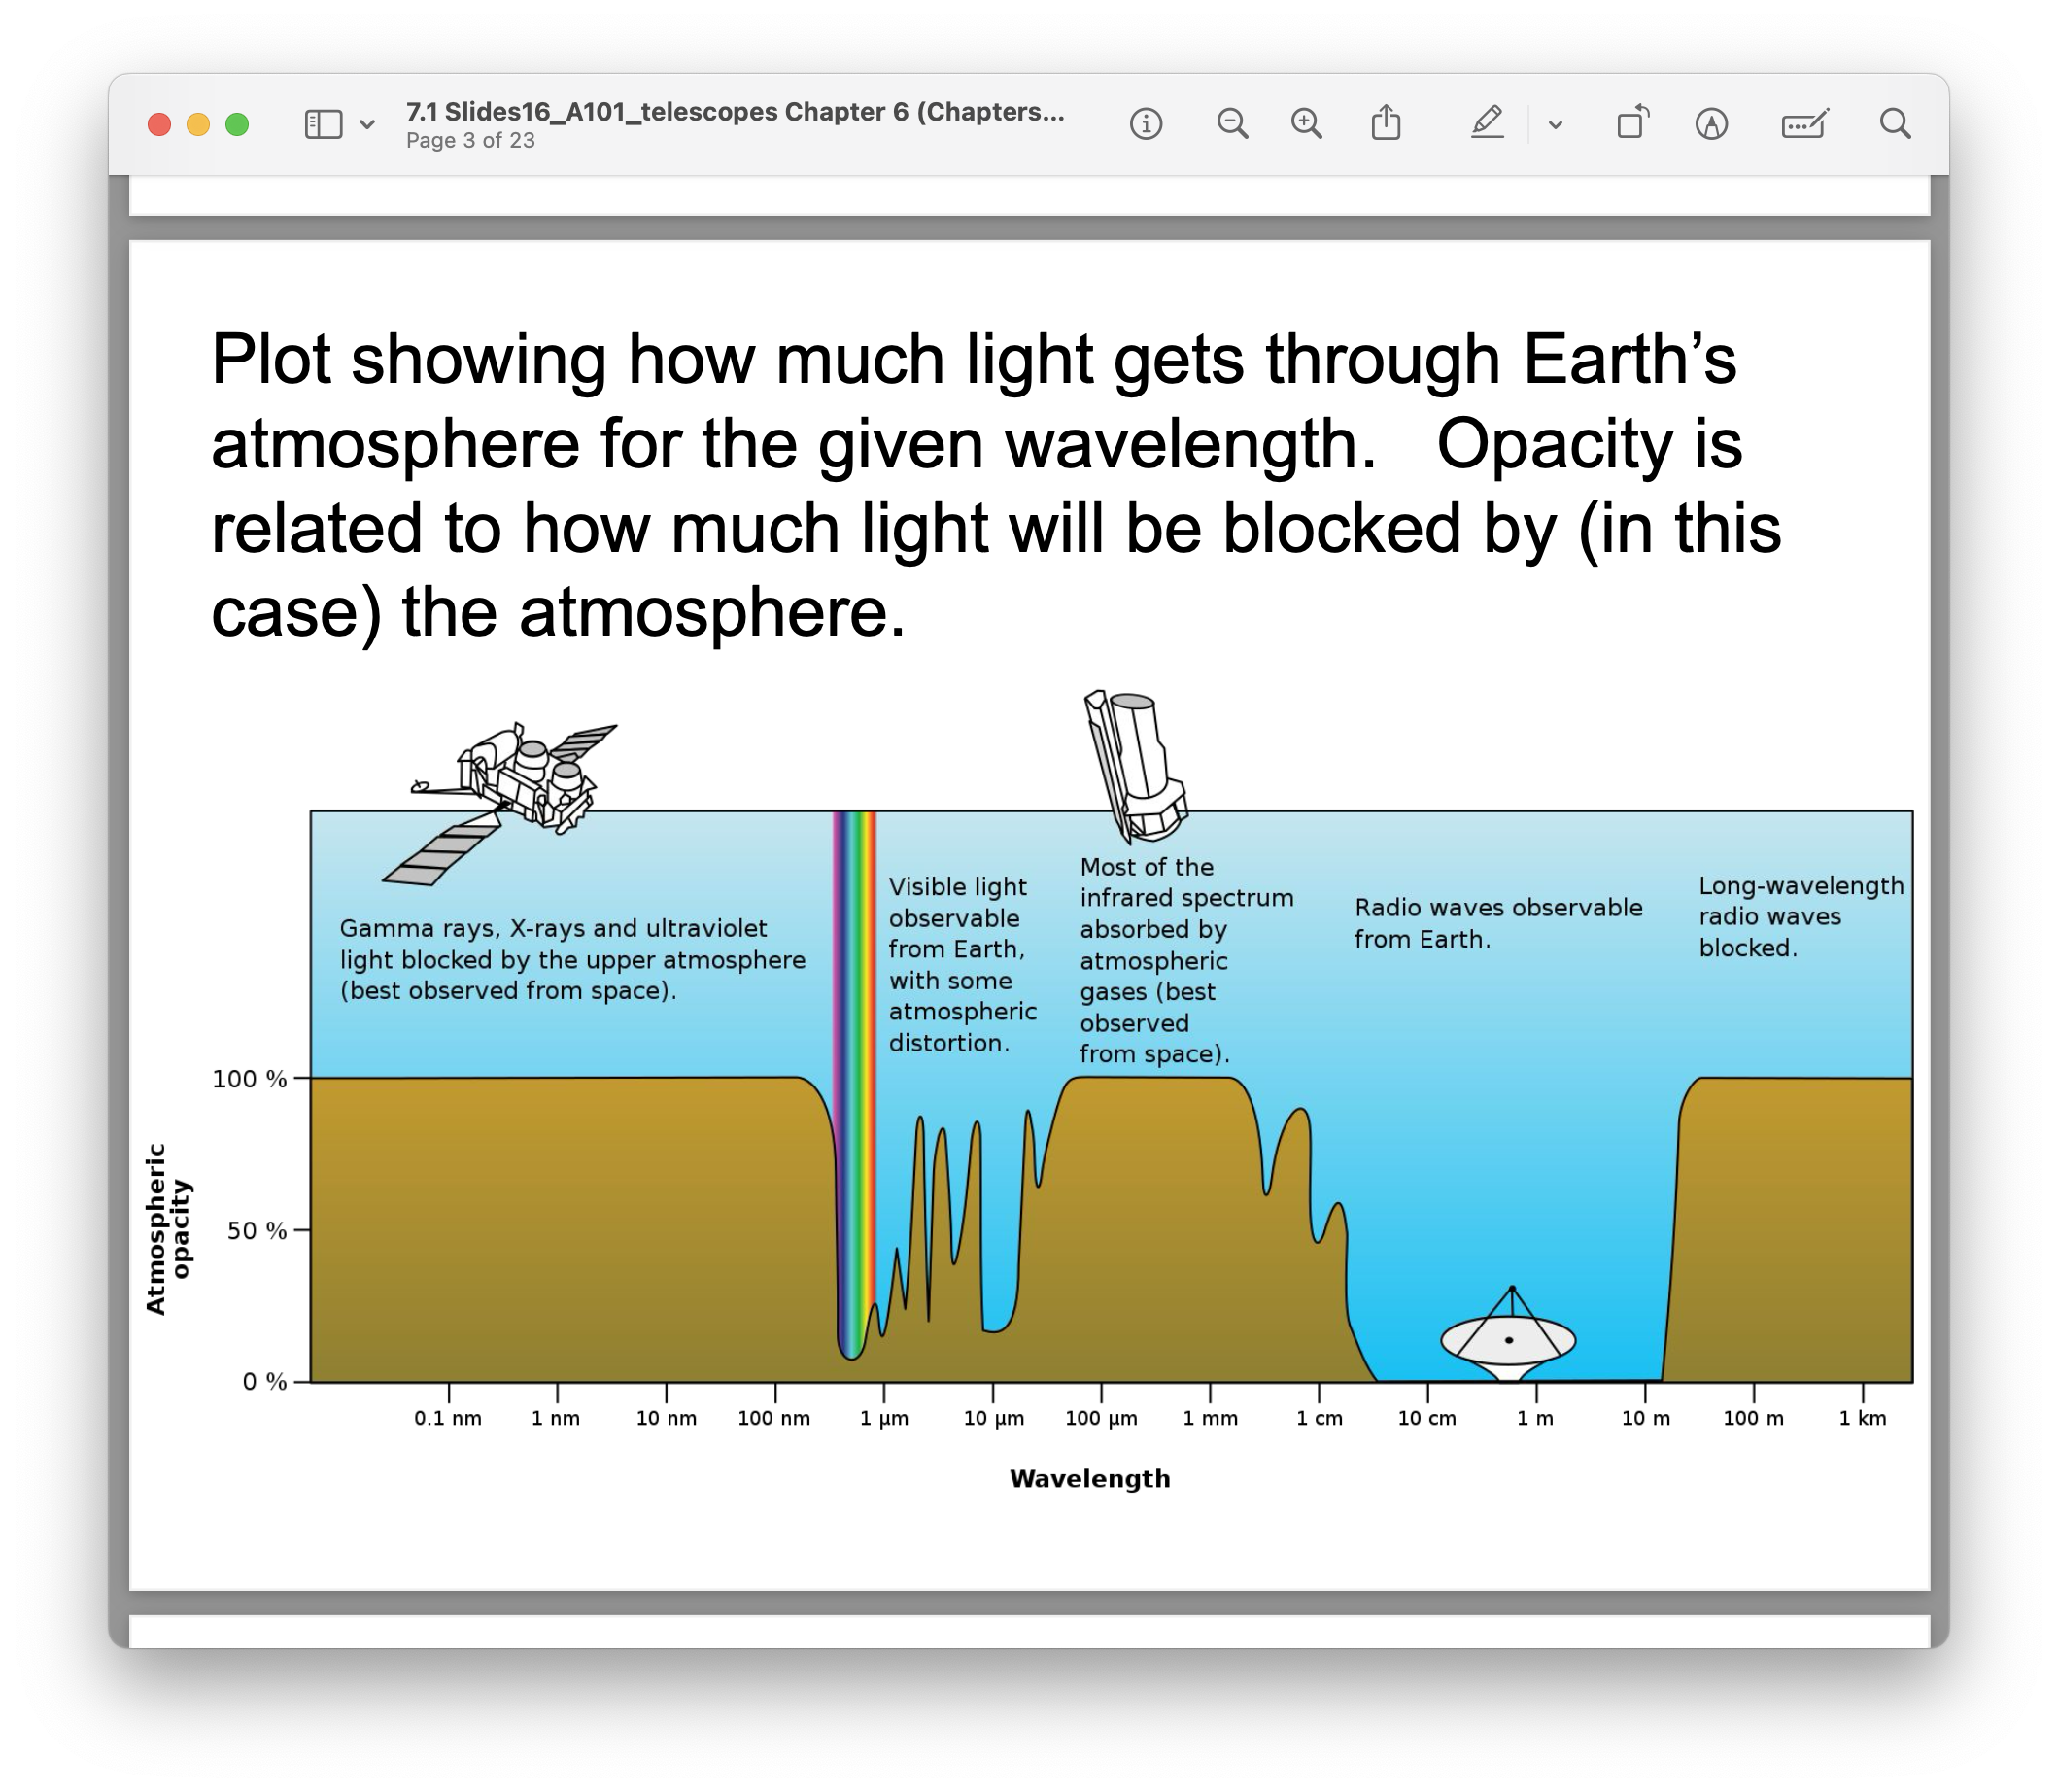 7.1 Slides16_A101_telescopes Chapter 6 (Chapters...
Page 3 of 23
Plot showing how much light gets through Earth’s
atmosphere for the given wavelength.   Opacity is
related to how much light will be blocked by (in this
case) the atmosphere.
Gamma rays, X-rays and ultraviolet
light blocked by the upper atmosphere
(best observed from space).
Visible light
observable
from Earth,
with some
atmospheric
distortion.
Most of the
infrared spectrum
absorbed by
atmospheric
gases (best
observed
from space).
Radio waves observable
from Earth.
Long-wavelength
radio waves
blocked.
Atmospheric
opacity
100 %
50 %
0 %
0.1 nm 1 nm 10 nm 100 nm 1 µm 10 µm 100 µm 1 mm 1 cm 10 cm 1 m 10 m 100 m 1 km
Wavelength